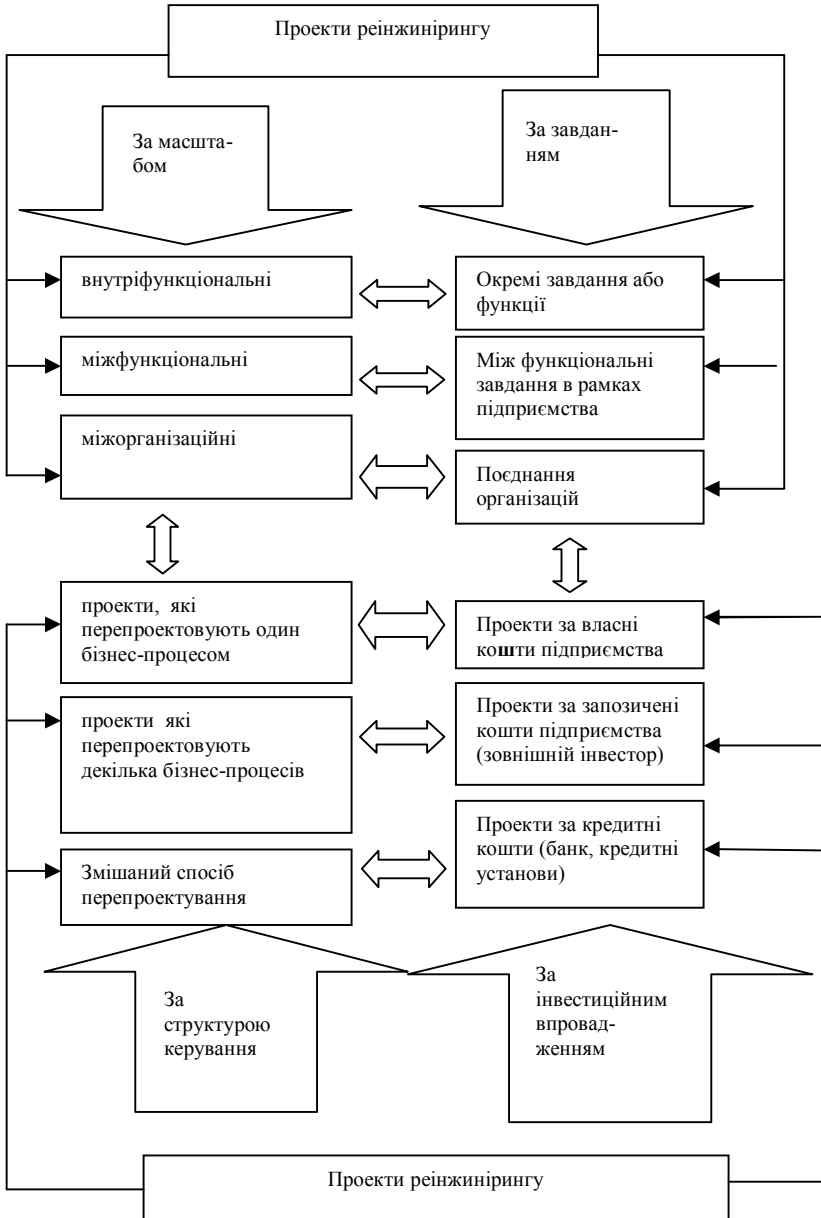 Проекти реінжинірингу
За масшта-
бом
За завдан-
ням
внутріфункціональні
Окремі завдання або
функції
міжфункціональні
Між функціональні
завдання в рамках
підприємства
міжорганізаційні
Поєднання
організацій
проекти, які
перепроектовують один
бізнес-процесом
Проекти за власні
кошти підприємства
проекти які
перепроектовують
декілька бізнес-процесів
Проекти за запозичені
кошти підприємства
(зовнішній інвестор)
Змішаний спосіб
перепроектування
Проекти за кредитні
кошти (банк, кредитні
установи)
За
структурою
керування
За
інвестиційним
впровад-
женням
Проекти реінжинірингу